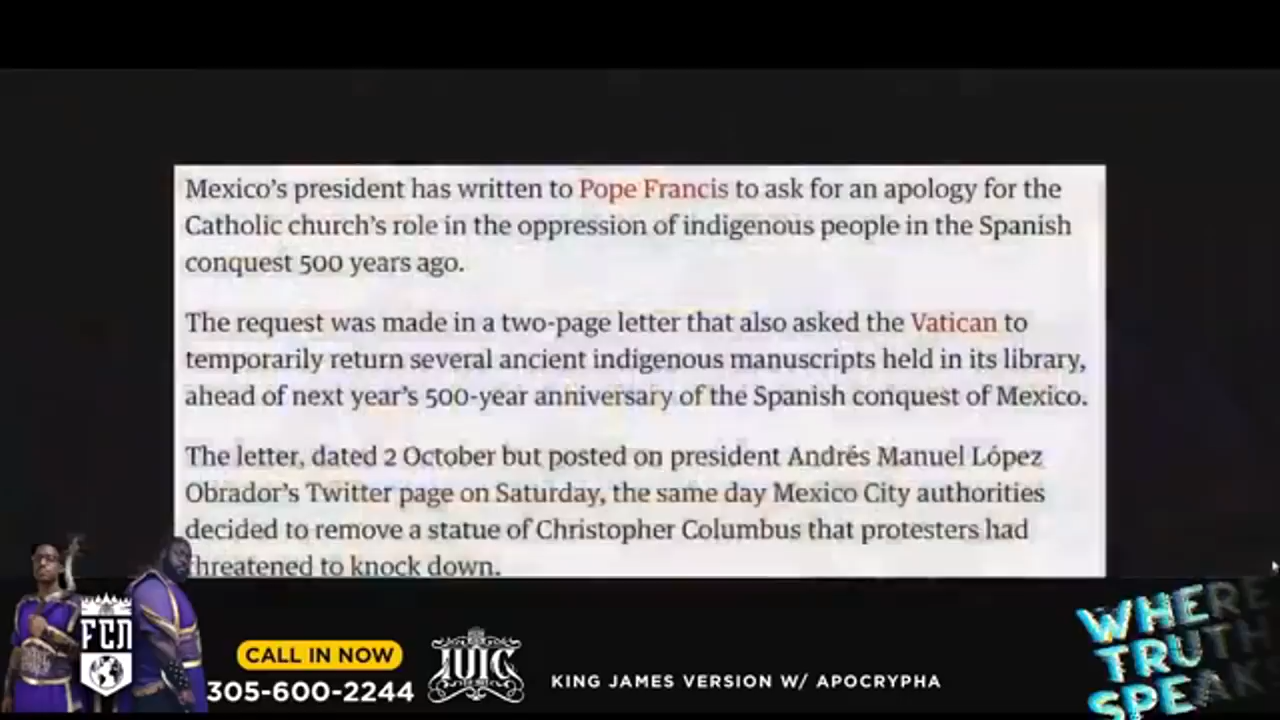 Mexico’s president has written to Pope Francis to ask for an apology for the
Catholic church’s role in the oppression of indigenous people in the Spanish
conquest 500 years ago.
The request was made in a two-page letter that also asked the Vatican to
temporarily return several ancient indigenous manuscripts held in its library,
ahead of next year’s 500-year anniversary of the Spanish conquest of Mexico.
The letter, dated 2 October but posted on president Andrés Manuel López
Obrador’s Twitter page on Saturday, the same day Mexico City authorities
decided to remove a statue of Christopher Columbus that protesters had
threatened to knock down.
FCN
CALL IN NOW
305-600-2244
IUIC
KING JAMES VERSION W/ APOCRYPHA
WHERE
TRUTH
SPEAK